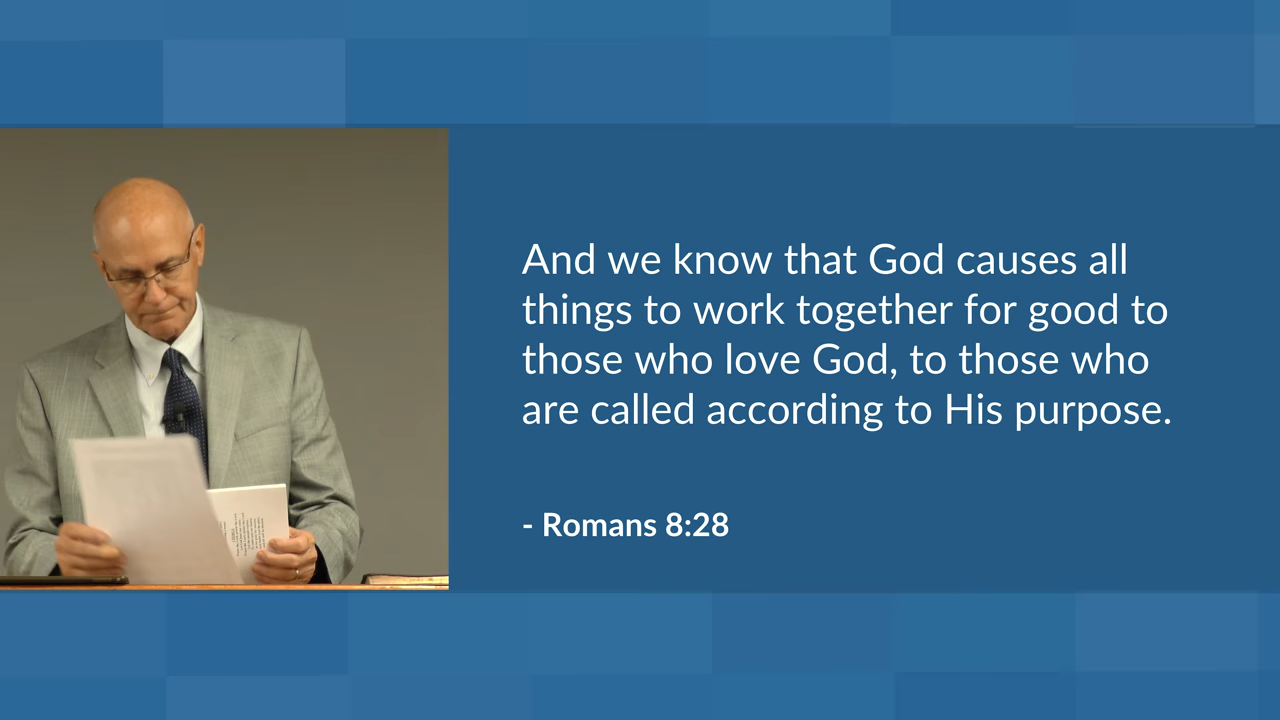 And we know that God causes all
things to work together for good to
those who love God, to those who
are called according to His purpose.
- Romans 8:28